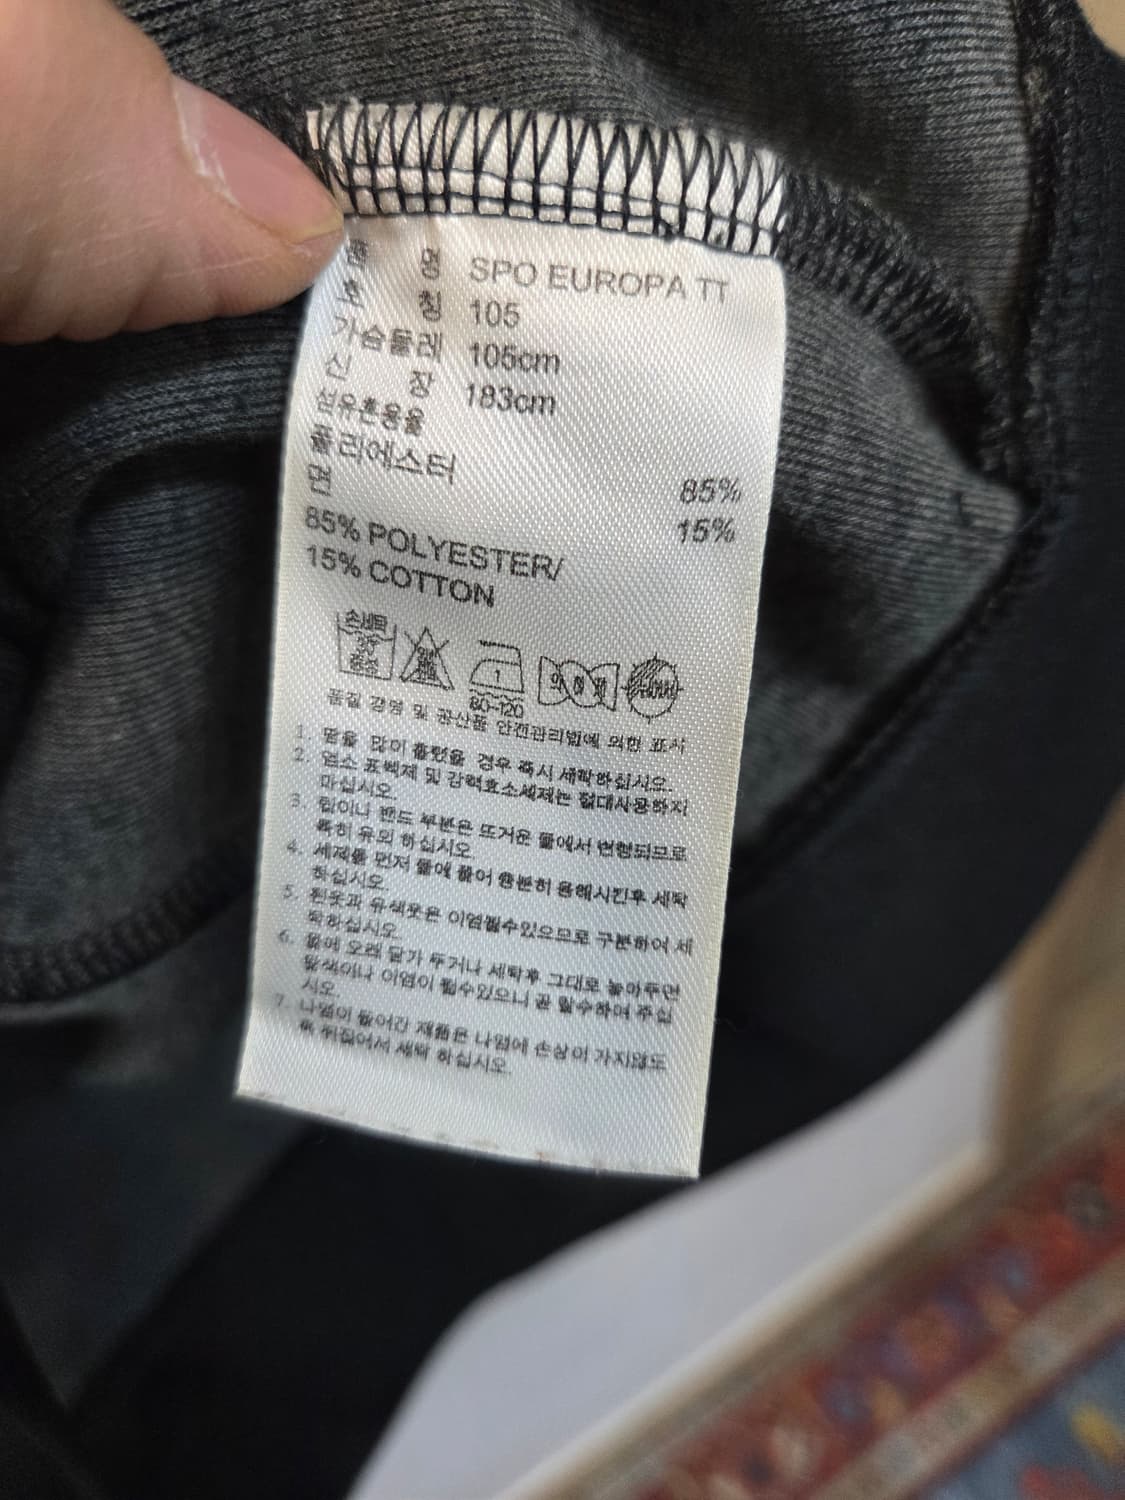 품 명 SPO EUROPA TT
호 칭 105
가슴둘레 105cm
신 장 183cm
섬유혼용율
폴리에스터 85%
면 15%
85% POLYESTER/
15% COTTON
손세탁
1
80~120
품질 경영 및 공산품 안전관리법에 의한 표시
1. 땀을 많이 흘렸을 경우 즉시 세탁하십시오.
2. 염소 표백제 및 강력효소세제는 절대사용하지
마십시오.
3. 립이나 밴드 부분은 뜨거운 물에서 변형되므로
특히 유의 하십시오.
4. 세제를 먼저 물에 풀어 충분히 용해시킨후 세탁
하십시오.
5. 흰옷과 유색옷은 이염될수있으므로 구분하여 세
탁하십시오.
6. 물에 오래 담가 두거나 세탁후 그대로 놓아두면
탈색이나 이염이 될수있으니 곧 탈수하여 주십
시오.
7. 나염이 들어간 제품은 나염에 손상이 가지않도
록 뒤집어서 세탁 하십시오.